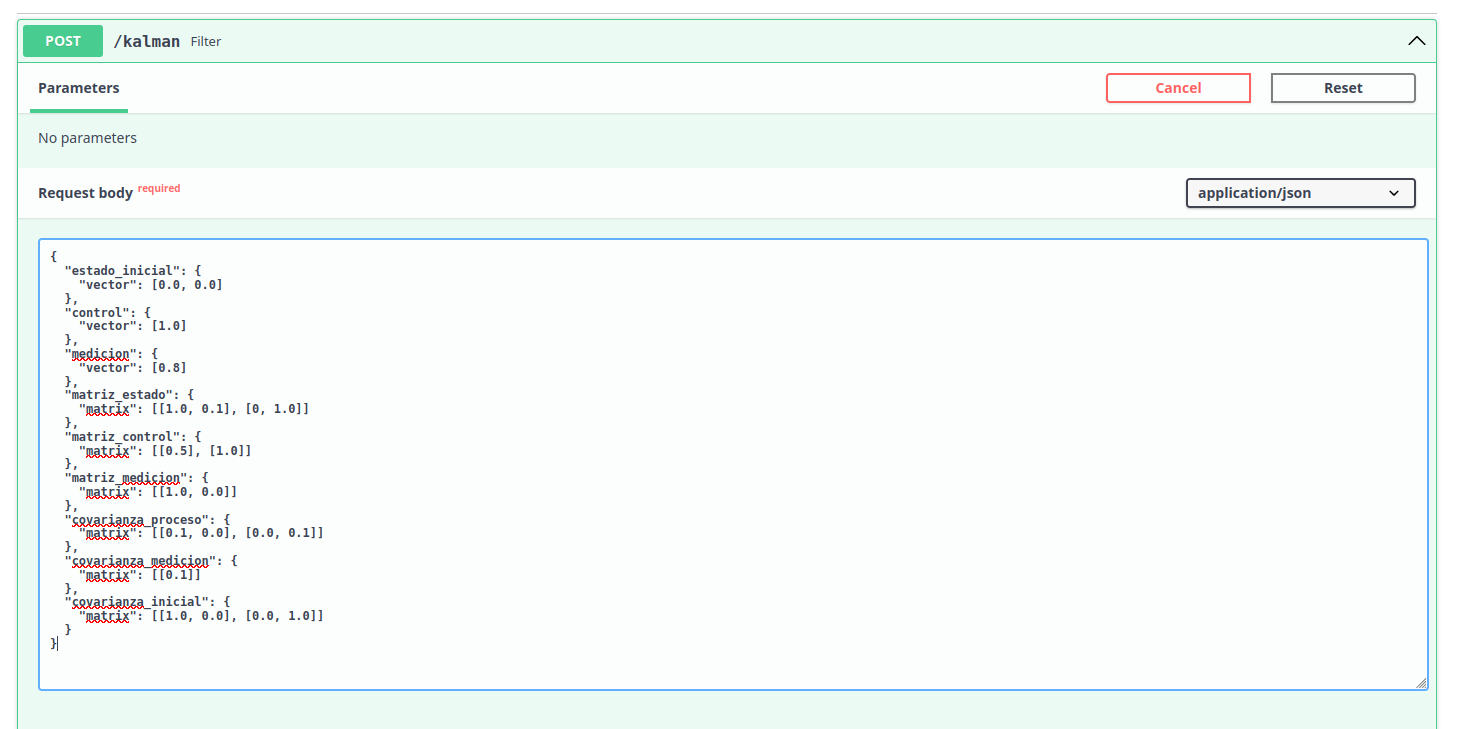 POST /kalman Filter
Parameters
Cancel
Reset
No parameters
Request body required
application/json
{
  "estado_inicial": {
    "vector": [0.0, 0.0]
  },
  "control": {
    "vector": [1.0]
  },
  "medicion": {
    "vector": [0.8]
  },
  "matriz_estado": {
    "matrix": [[1.0, 0.1], [0, 1.0]]
  },
  "matriz_control": {
    "matrix": [[0.5], [1.0]]
  },
  "matriz_medicion": {
    "matrix": [[1.0, 0.0]]
  },
  "covarianza_proceso": {
    "matrix": [[0.1, 0.0], [0.0, 0.1]]
  },
  "covarianza_medicion": {
    "matrix": [[0.1]]
  },
  "covarianza_inicial": {
    "matrix": [[1.0, 0.0], [0.0, 1.0]]
  }
}